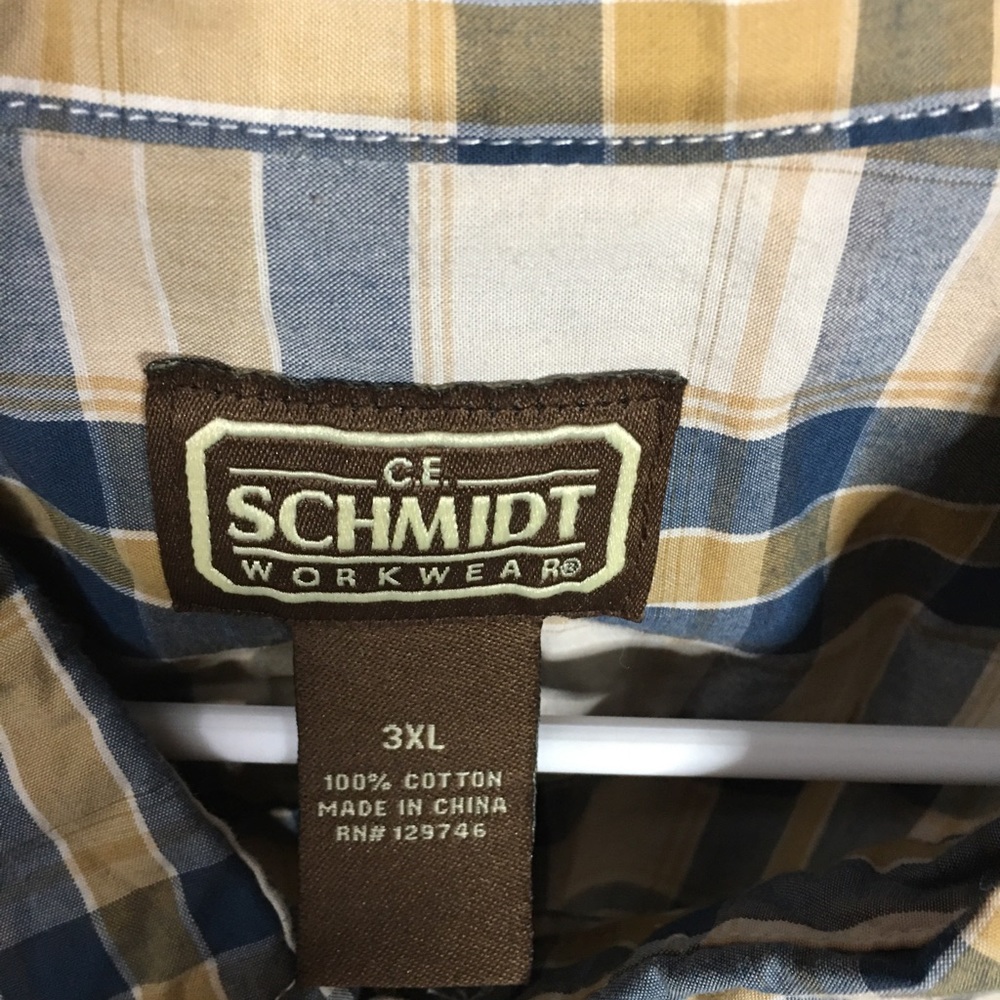 C.E.
SCHMIDT
WORKWEAR®
3XL
100% COTTON
MADE IN CHINA
RN# 129746